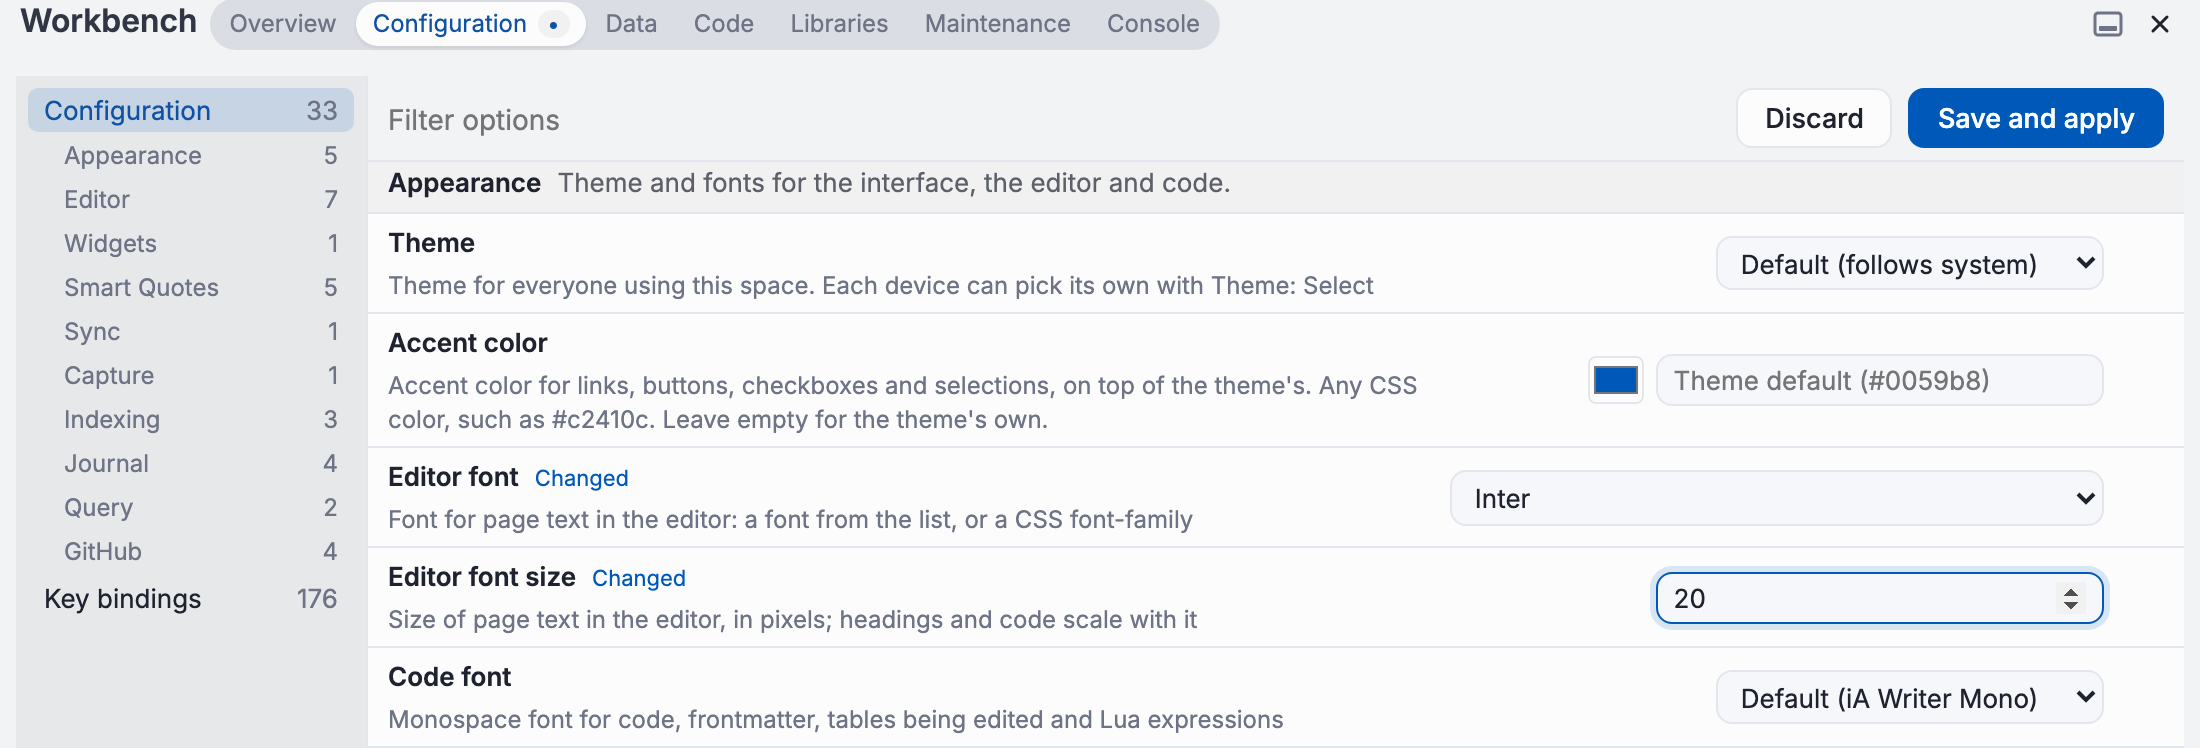 Workbench Overview Configuration Data Code Libraries Maintenance Console
Configuration 33
Appearance 5
Editor 7
Widgets 1
Smart Quotes 5
Sync 1
Capture 1
Indexing 3
Journal 4
Query 2
GitHub 4
Key bindings 176
Filter options
Discard
Save and apply
Appearance Theme and fonts for the interface, the editor and code.
Theme
Theme for everyone using this space. Each device can pick its own with Theme: Select
Default (follows system)
Accent color
Accent color for links, buttons, checkboxes and selections, on top of the theme's. Any CSS
color, such as #c2410c. Leave empty for the theme's own.
Theme default (#0059b8)
Editor font Changed
Font for page text in the editor: a font from the list, or a CSS font-family
Inter
Editor font size Changed
Size of page text in the editor, in pixels; headings and code scale with it
20
Code font
Monospace font for code, frontmatter, tables being edited and Lua expressions
Default (iA Writer Mono)